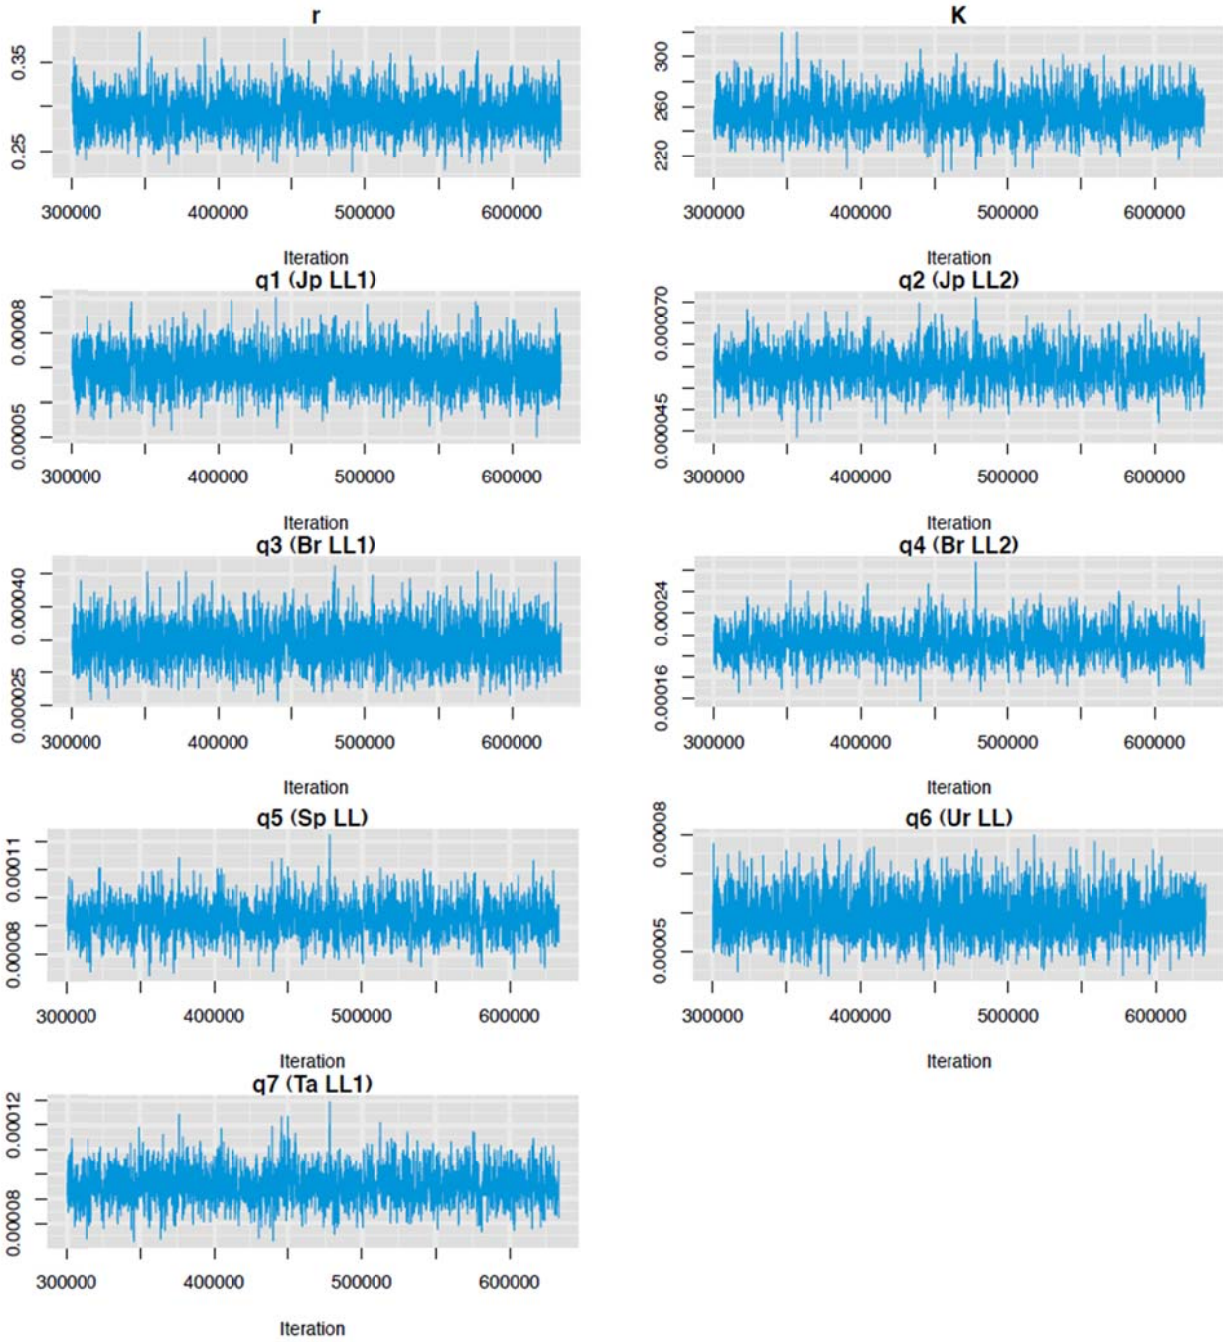 r
0.35
0.25
300000 400000 500000 600000
Iteration
K
300
260
220
300000 400000 500000 600000
Iteration
q1 (Jp LL1)
0.00008
0.00005
300000 400000 500000 600000
Iteration
q2 (Jp LL2)
0.000070
0.000045
300000 400000 500000 600000
Iteration
q3 (Br LL1)
0.000040
0.000025
300000 400000 500000 600000
Iteration
q4 (Br LL2)
0.00024
0.00016
300000 400000 500000 600000
Iteration
q5 (Sp LL)
0.00011
0.00008
300000 400000 500000 600000
Iteration
q6 (Ur LL)
0.00008
0.00005
300000 400000 500000 600000
Iteration
q7 (Ta LL1)
0.00012
0.00008
300000 400000 500000 600000
Iteration